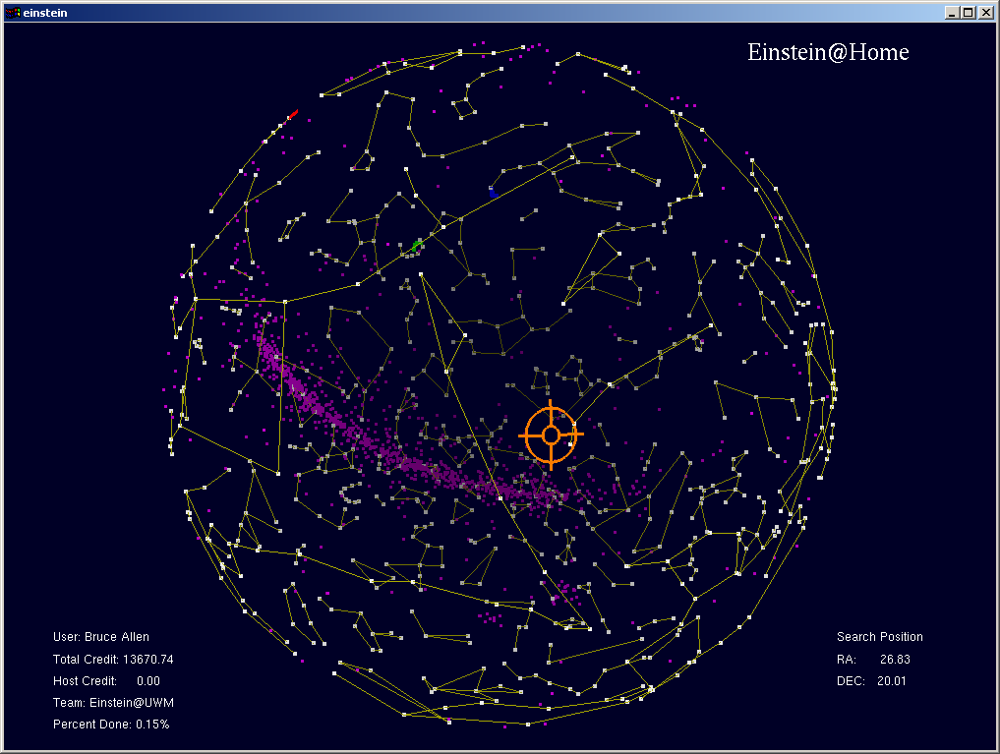 einstein
Einstein@Home
User: Bruce Allen
Total Credit: 13670.74
Host Credit: 0.00
Team: Einstein@UWM
Percent Done: 0.15%
Search Position
RA: 26.83
DEC: 20.01